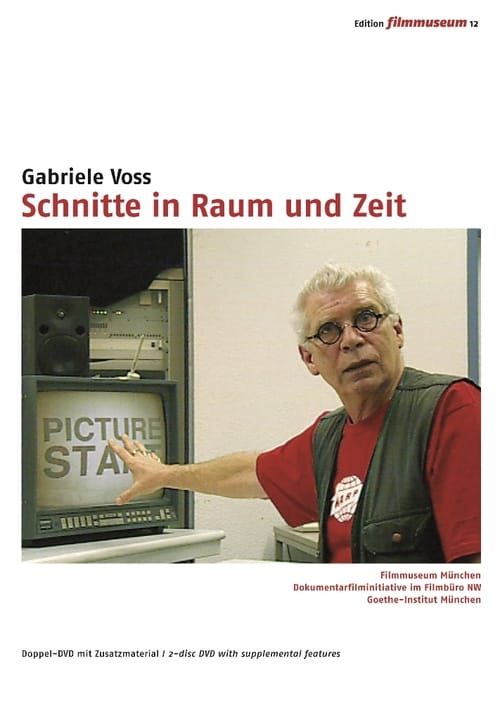 Edition filmmuseum 12
Gabriele Voss
Schnitte in Raum und Zeit
PICTURE
STA
Filmmuseum München
Dokumentarfilminitiative im Filmbüro NW
Goethe-Institut München
Doppel-DVD mit Zusatzmaterial / 2-disc DVD with supplemental features